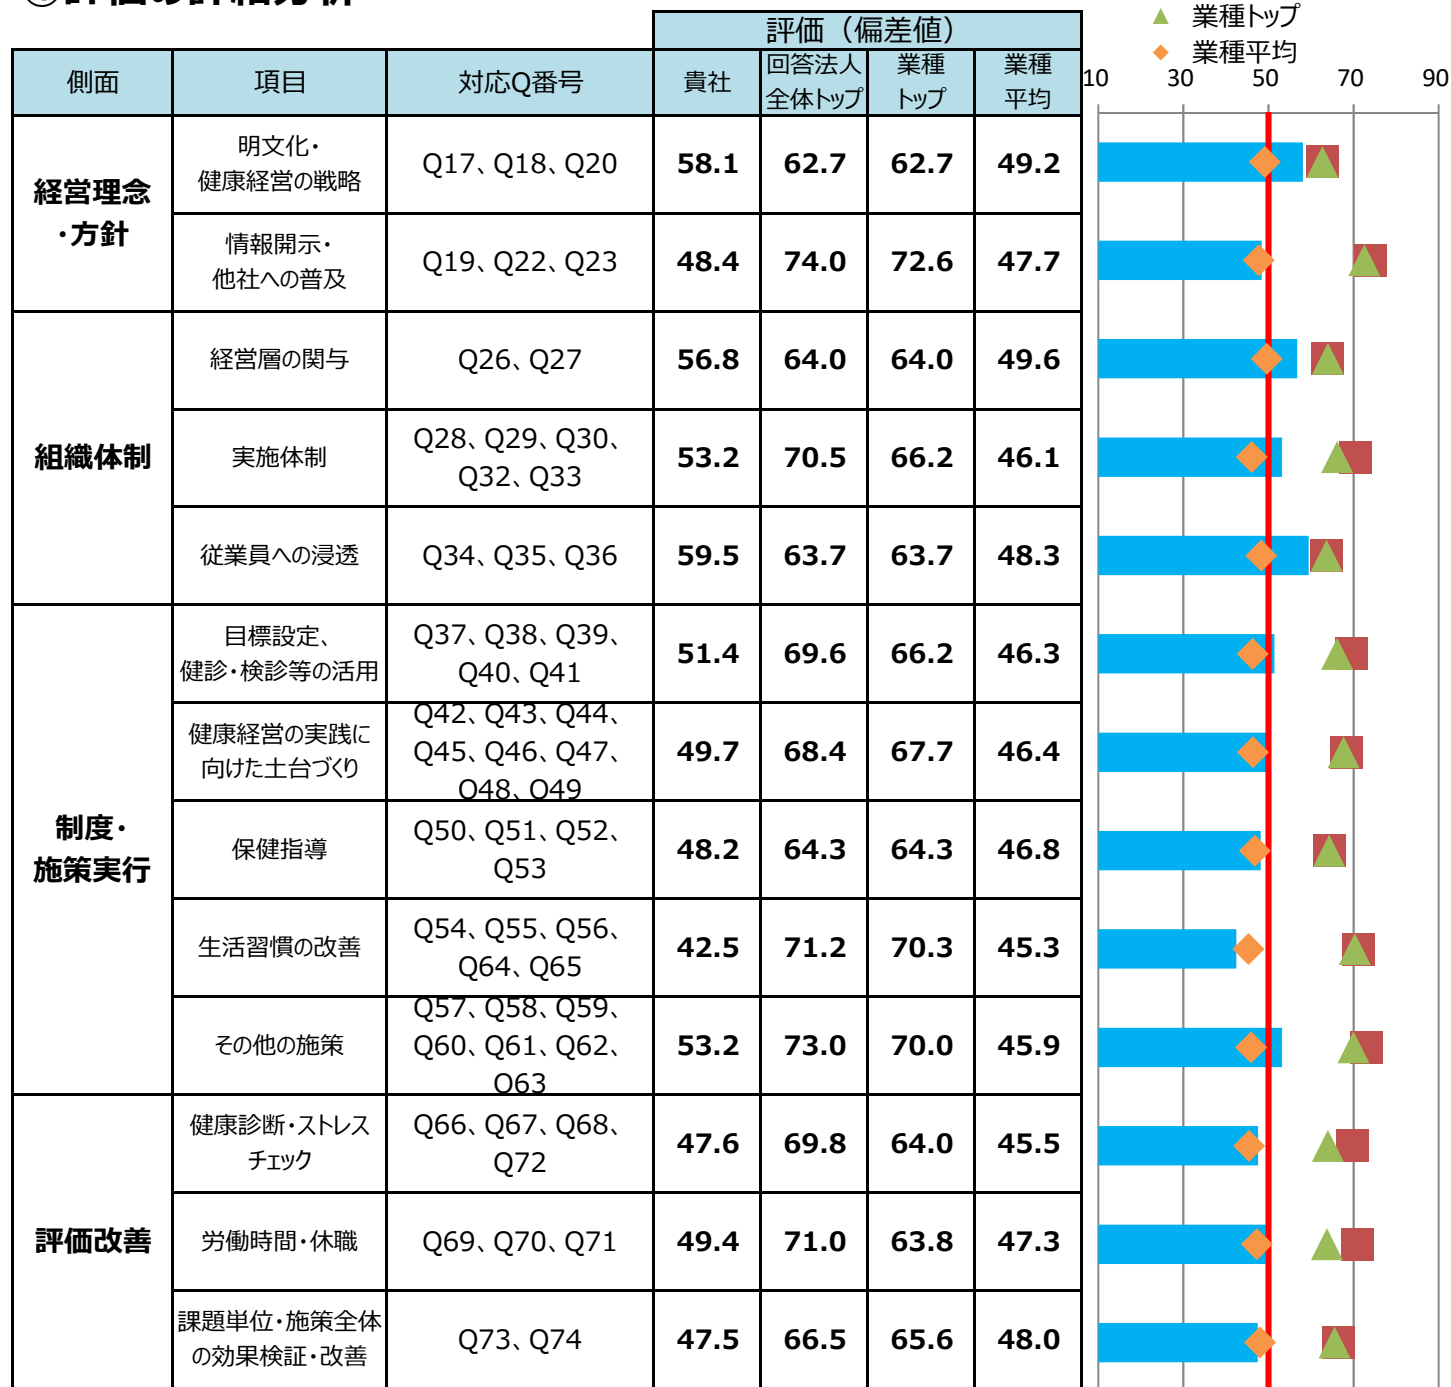 ①評価の詳細分析
▲ 業種トップ
◆ 業種平均
評価（偏差値）
側面 項目 対応Q番号 貴社 回答法人 業種 業種
全体トップ トップ 平均
10 30 50 70 90
経営理念
・方針
明文化・
健康経営の戦略
Q17、Q18、Q20 58.1 62.7 62.7 49.2
情報開示・
他社への普及
Q19、Q22、Q23 48.4 74.0 72.6 47.7
組織体制
経営層の関与 Q26、Q27 56.8 64.0 64.0 49.6
実施体制
Q28、Q29、Q30、
Q32、Q33
53.2 70.5 66.2 46.1
従業員への浸透 Q34、Q35、Q36 59.5 63.7 63.7 48.3
制度・
施策実行
目標設定、
健診・検診等の活用
Q37、Q38、Q39、
Q40、Q41
51.4 69.6 66.2 46.3
健康経営の実践に
向けた土台づくり
Q42、Q43、Q44、
Q45、Q46、Q47、
Q48、Q49
49.7 68.4 67.7 46.4
保健指導
Q50、Q51、Q52、
Q53
48.2 64.3 64.3 46.8
生活習慣の改善
Q54、Q55、Q56、
Q64、Q65
42.5 71.2 70.3 45.3
その他の施策
Q57、Q58、Q59、
Q60、Q61、Q62、
Q63
53.2 73.0 70.0 45.9
評価改善
健康診断・ストレス
チェック
Q66、Q67、Q68、
Q72
47.6 69.8 64.0 45.5
労働時間・休職 Q69、Q70、Q71 49.4 71.0 63.8 47.3
課題単位・施策全体
の効果検証・改善
Q73、Q74 47.5 66.5 65.6 48.0